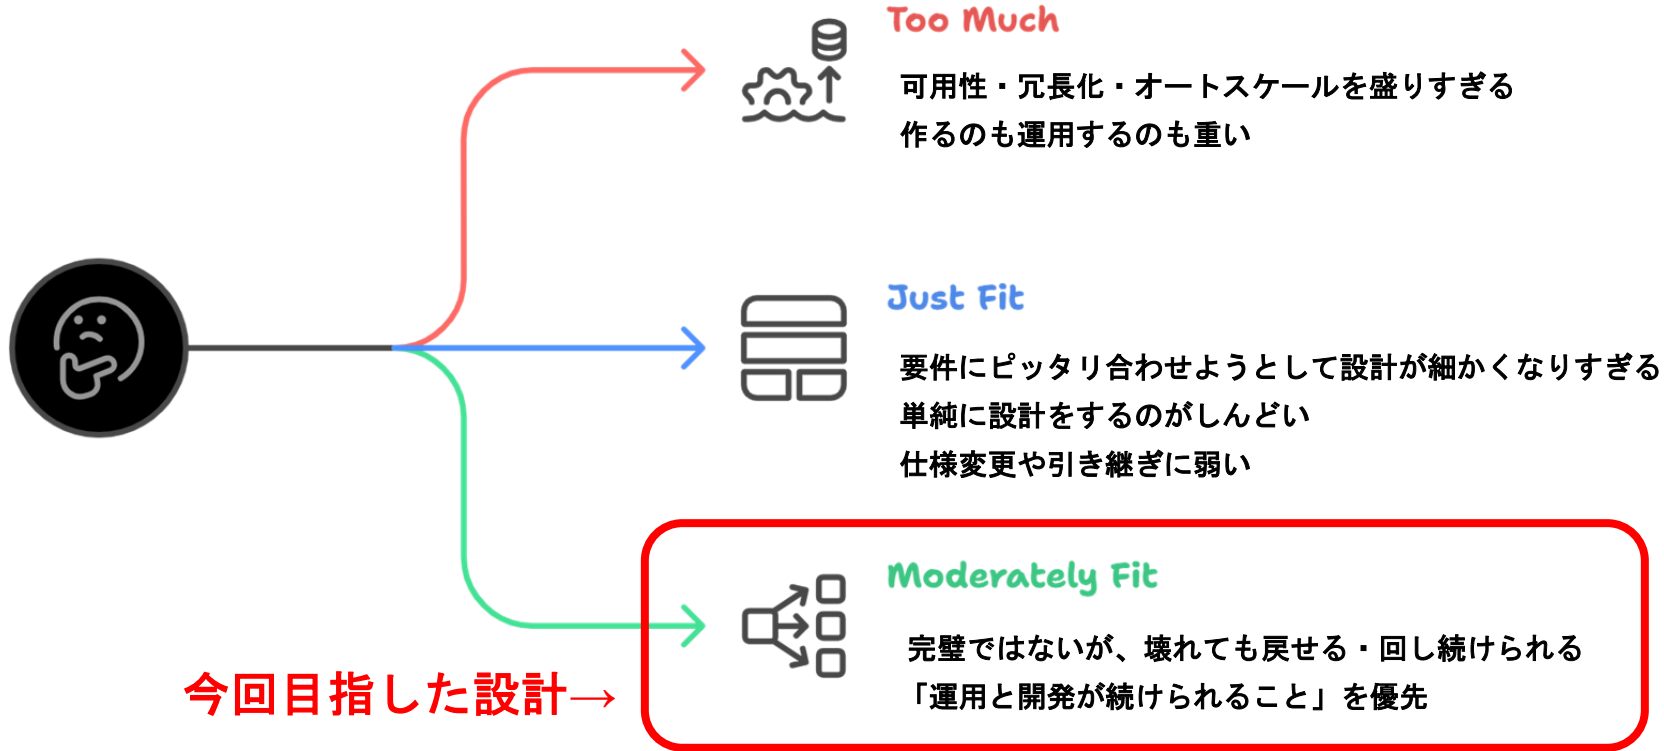 Too Much
可用性・冗長化・オートスケールを盛りすぎる
作るのも運用するのも重い
Just Fit
要件にピッタリ合わせようとして設計が細かくなりすぎる
単純に設計をするのがしんどい
仕様変更や引き継ぎに弱い
Moderately Fit
完璧ではないが、壊れても戻せる・回し続けられる
「運用と開発が続けられること」を優先
今回目指した設計→